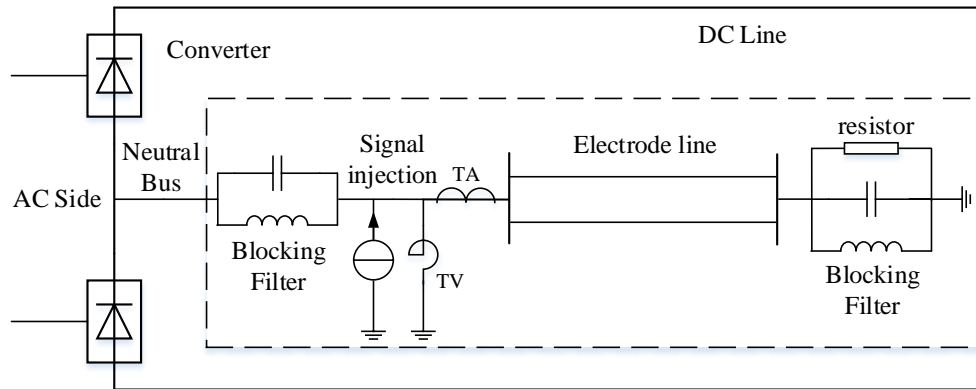 DC Line
Converter
resistor
Signal
injection
Electrode line
Neutral
Bus
TA
AC Side
Blocking
Filter
TV
Blocking
Filter